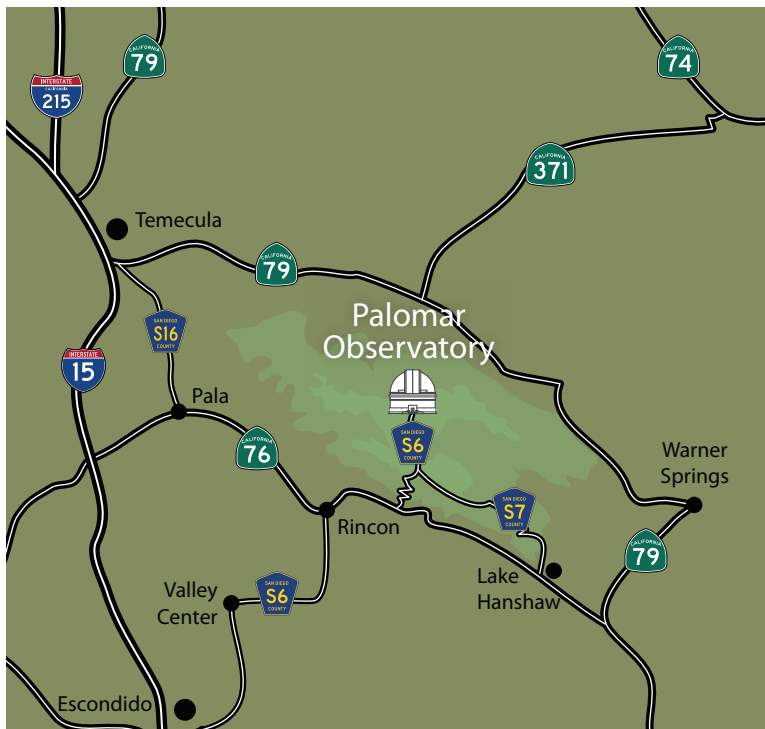 CALIFORNIA
79
CALIFORNIA
74
INTERSTATE
California
215
CALIFORNIA
371
Temecula
CALIFORNIA
79
Palomar
Observatory
SAN DIEGO
S16
COUNTY
INTERSTATE
15
Pala
SAN DIEGO
S6
COUNTY
CALIFORNIA
76
Warner
Springs
SAN DIEGO
S7
COUNTY
Rincon
CALIFORNIA
79
Lake
Hanshaw
Valley
Center
SAN DIEGO
S6
COUNTY
Escondido